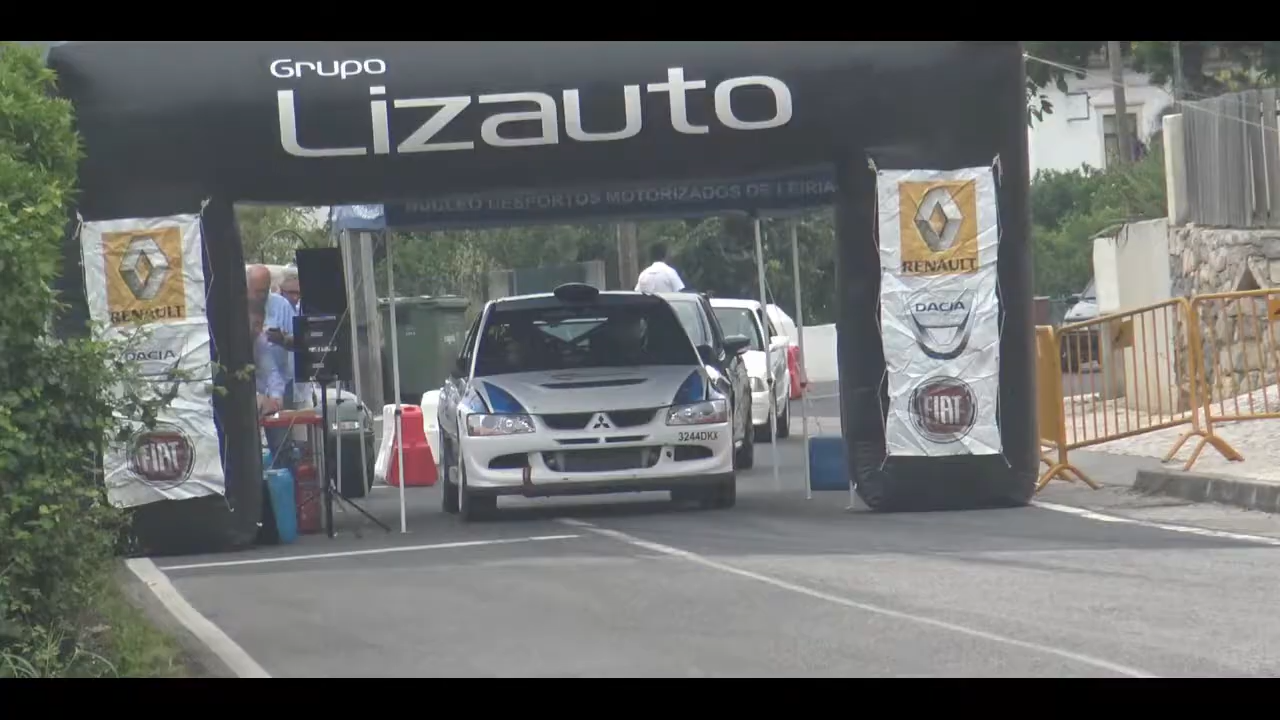 Grupo
Lizauto
NÚCLEO DESPORTOS MOTORIZADOS DE LEIRIA
RENAULT
DACIA
FIAT
RENAULT
DACIA
FIAT
3244DKX